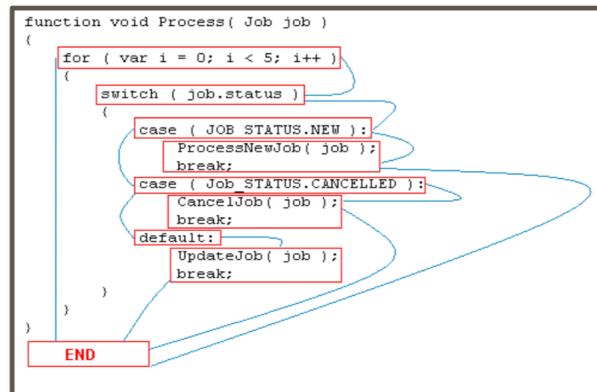 function void Process( Job job )
{
for ( var i = 0; i < 5; i++ )
{
switch ( job.status )
{
case ( JOB_STATUS.NEW ):
ProcessNewJob( job );
break;
case ( Job_STATUS.CANCELLED ):
CancelJob( job );
break;
default:
UpdateJob( job );
break;
}
}
}
END